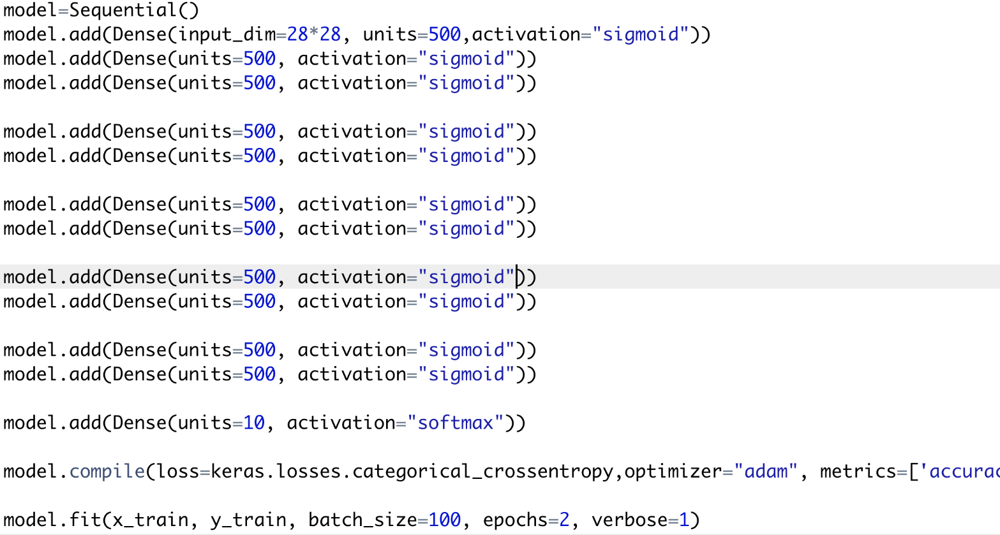 model=Sequential()
model.add(Dense(input_dim=28*28, units=500,activation="sigmoid"))
model.add(Dense(units=500, activation="sigmoid"))
model.add(Dense(units=500, activation="sigmoid"))
model.add(Dense(units=500, activation="sigmoid"))
model.add(Dense(units=500, activation="sigmoid"))
model.add(Dense(units=500, activation="sigmoid"))
model.add(Dense(units=500, activation="sigmoid"))
model.add(Dense(units=500, activation="sigmoid"))
model.add(Dense(units=500, activation="sigmoid"))
model.add(Dense(units=500, activation="sigmoid"))
model.add(Dense(units=500, activation="sigmoid"))
model.add(Dense(units=10, activation="softmax"))
model.compile(loss=keras.losses.categorical_crossentropy,optimizer="adam", metrics=['accurac
model.fit(x_train, y_train, batch_size=100, epochs=2, verbose=1)